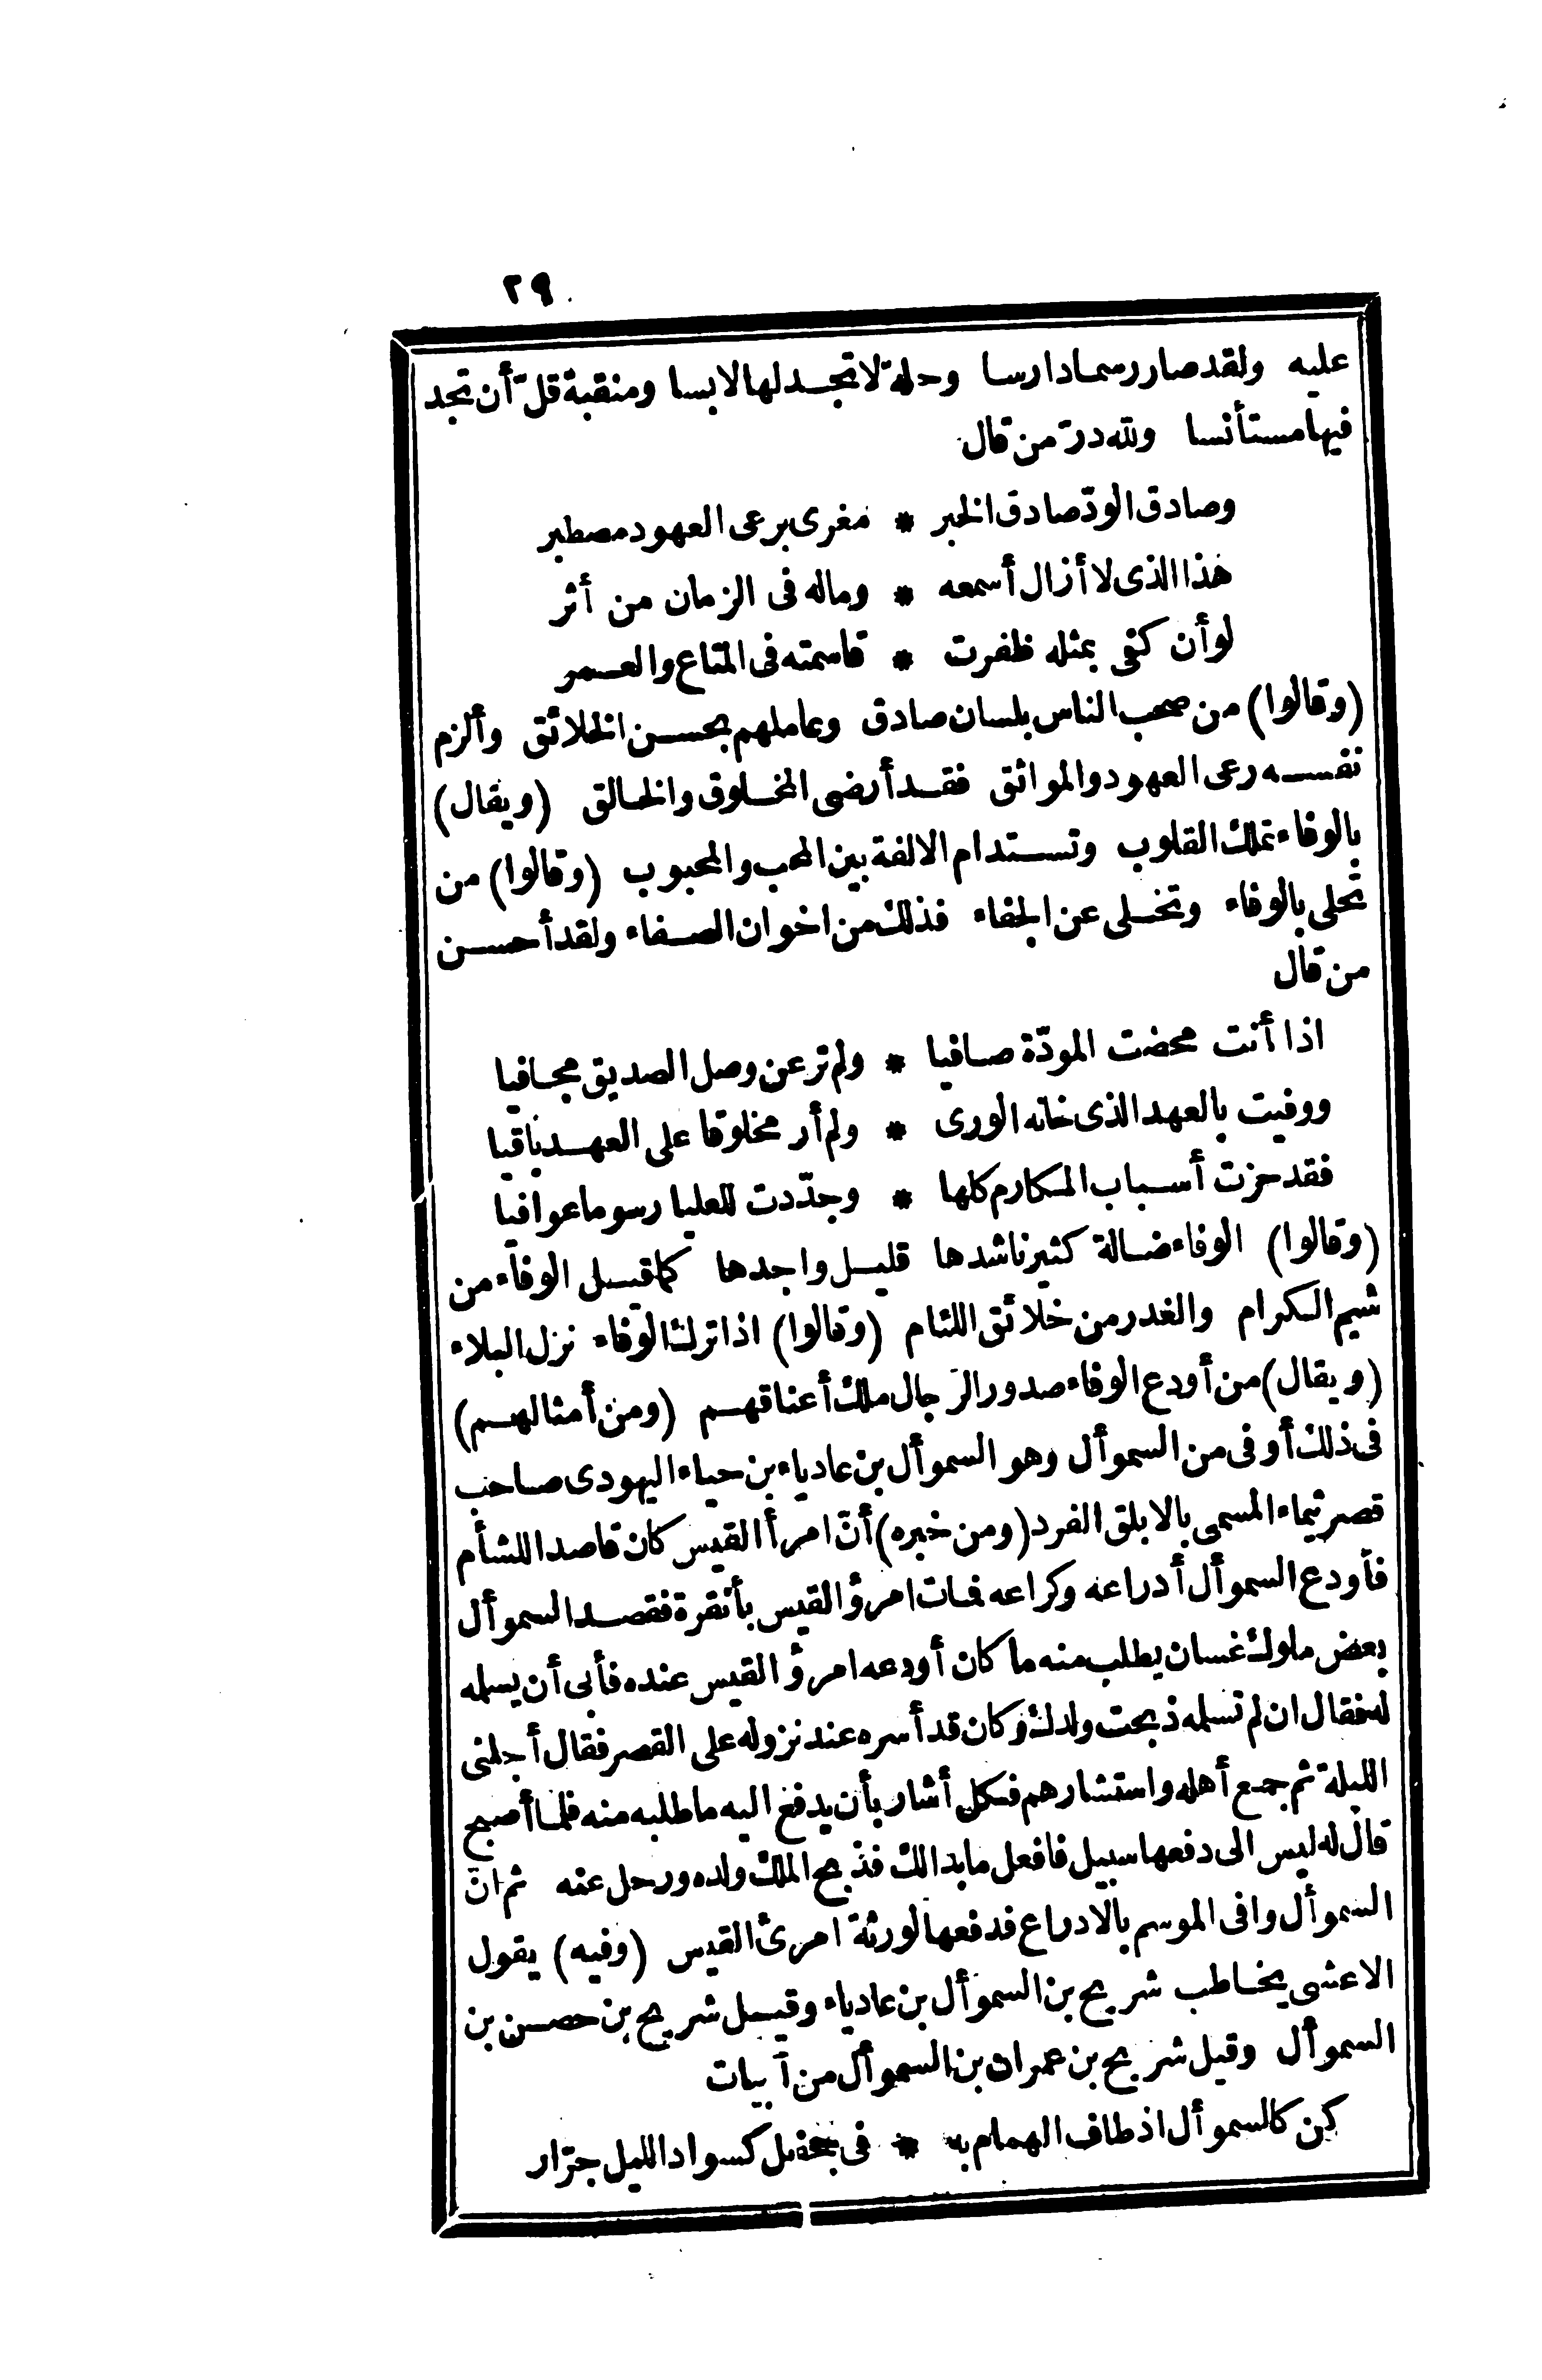 ٢٩
عليه ولقد صار رسما دارسا وحلة لا تجد لها لابسا ومنقبة قلّ أن تجد
فيها مستأنسا ولله درّ من قال
وصادق الودّ صادق الخبر * مغرى برعى العهود مصطبر
هذا الذى لا أزال أسمعه * وماله فى الزمان من أثر
لو أن كفى بمثله ظفرت * قاسمته فى المتاع والعمر
(وقالوا) من صحب الناس بلسان صادق وعاملهم بحسن الخلائق وألزم
نفسه رعى العهود والمواثق فقد أرضى المخلوق والخالق (ويقال)
بالوفاء تملك القلوب وتستدام الالفة بين المحب والمحبوب (وقالوا) من
تحلى بالوفاء وتخلى عن الجفاء فذلك من اخوان الصفاء ولقد أحسن
من قال
اذا أنت محضت المودّة صافيا * ولم تر عن وصل الصديق مجافيا
ووفيت بالعهد الذى خانه الورى * ولم أر مخلوقا على العهد باقيا
فقد حزت أسباب المكارم كلها * وجدّدت للعليا رسوما عوافيا
(وقالوا) الوفاء ضالة كثير ناشدها قليل واجدها كما قيل الوفاء من
شيم الكرام والغدر من خلائق اللئام (وقالوا) اذا ترك الوفاء نزل البلاء
(ويقال) من أودع الوفاء صدور الرجال ملك أعناقهم (ومن أمثالهم)
فى ذلك أوفى من السموأل وهو السموأل بن عادياء بن حياء اليهودى صاحب
قصر تيماء المسمى بالابلق الفرد (ومن خبره) أنّ امرأ القيس كان قاصدا للشأم
فأودع السموأل أدراعه وكراعه فمات امرؤ القيس بأنقرة فقصد السموأل
بعض ملوك غسان يطلب منه ما كان أودعه امرؤ القيس عنده فأبى أن يسلمه
له فقال ان لم تسلمه ذبحت ولدك وكان قد أسره عند نزوله على القصر فقال أجلنى
الليلة ثم جمع أهله واستشارهم فكل أشار بأن يدفع اليه ما طلبه منه فلما أصبح
قال له ليس الى دفعها سبيل فافعل ما بدا لك فذبح الملك ولده ورحل عنه ثم انّ
السموأل وافى الموسم بالادراع فدفعها لورثة امرئ القيس (وفيه) يقول
الاعشى يخاطب شريح بن السموأل بن عادياء وقيل شريح بن حصن بن
السموأل وقيل شريح بن عمران بن السموأل من أبيات
كن كالسموأل اذ طاف الهمام به * فى جحفل كسواد الليل جرّار